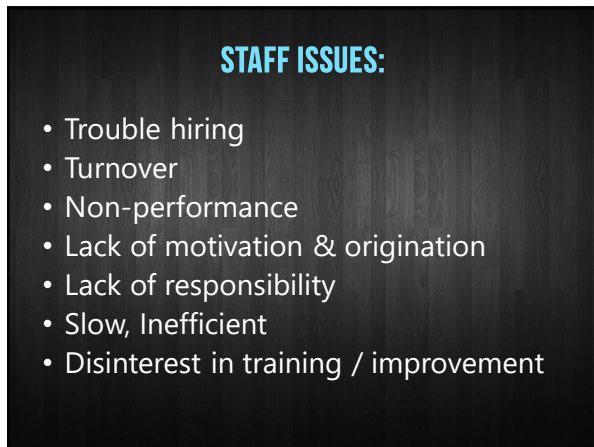 STAFF ISSUES:
• Trouble hiring
• Turnover
• Non-performance
• Lack of motivation & origination
• Lack of responsibility
• Slow, Inefficient
• Disinterest in training / improvement